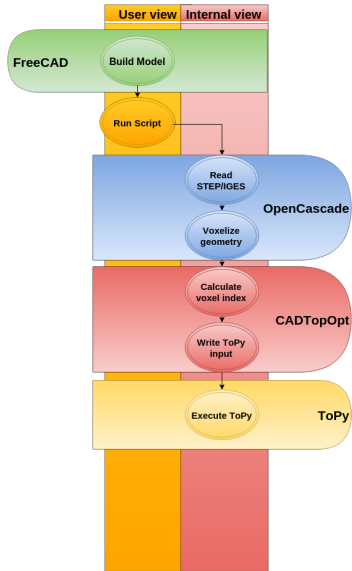 User view Internal view
FreeCAD
Build Model
Run Script
Read
STEP/IGES
OpenCascade
Voxelize
geometry
Calculate
voxel index
CADTopOpt
Write ToPy
input
Execute ToPy
ToPy